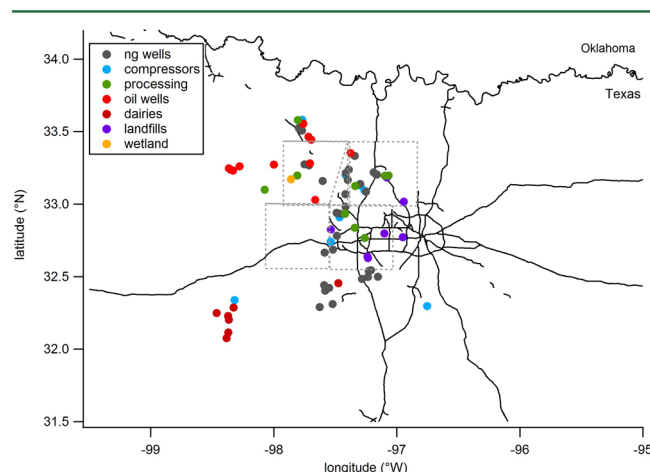 34.0
33.5
33.0
32.5
32.0
31.5
latitude (°N)
ng wells
compressors
processing
oil wells
dairies
landfills
wetland
Oklahoma
Texas
-99
-98
-97
-96
-95
longitude (°W)